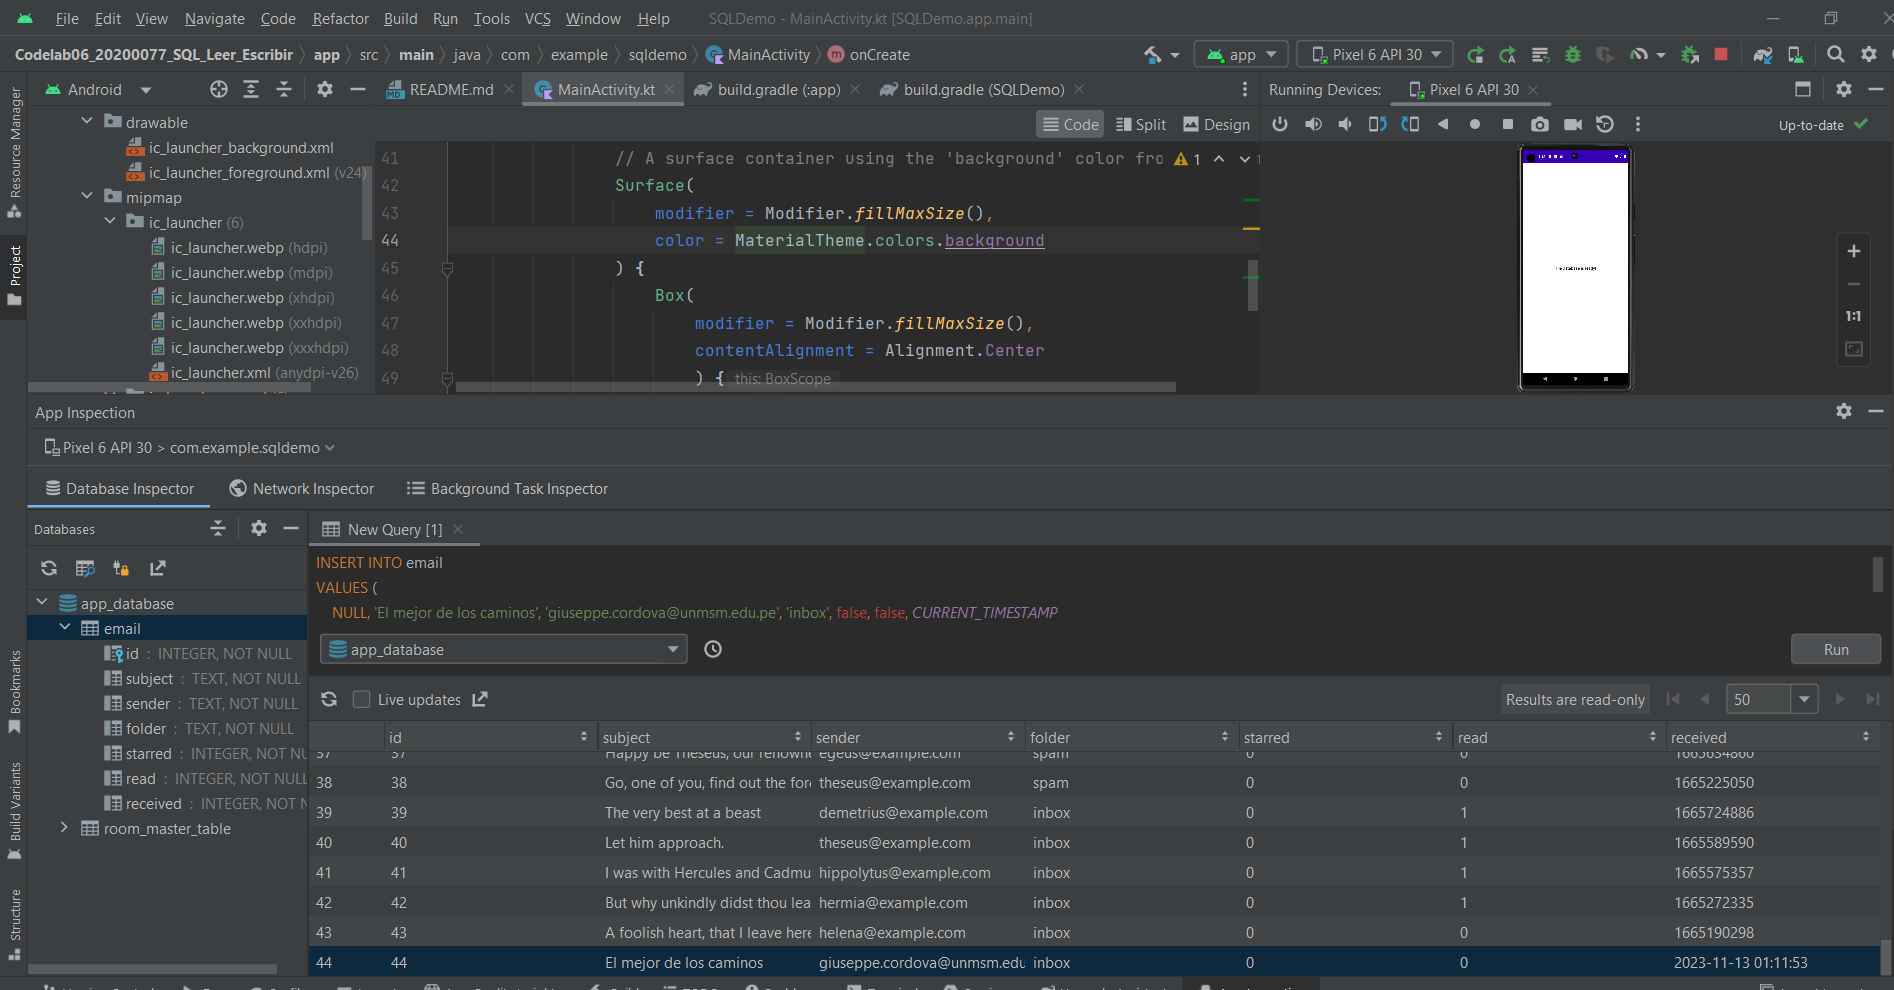 File Edit View Navigate Code Refactor Build Run Tools VCS Window Help SQLDemo - MainActivity.kt [SQLDemo.app.main]
Codelab06_20200077_SQL_Leer_Escribir app src main java com example sqldemo MainActivity onCreate app Pixel 6 API 30
Android README.md MainActivity.kt build.gradle (:app) build.gradle (SQLDemo) Running Devices: Pixel 6 API 30
Code Split Design Up-to-date
Resource Manager
Project
Bookmarks
Build Variants
Structure
drawable
ic_launcher_background.xml
ic_launcher_foreground.xml (v24)
mipmap
ic_launcher (6)
ic_launcher.webp (hdpi)
ic_launcher.webp (mdpi)
ic_launcher.webp (xhdpi)
ic_launcher.webp (xxhdpi)
ic_launcher.webp (xxxhdpi)
ic_launcher.xml (anydpi-v26)
41 // A surface container using the 'background' color fro 1
42 Surface(
43 modifier = Modifier.fillMaxSize(),
44 color = MaterialTheme.colors.background
45 ) {
46 Box(
47 modifier = Modifier.fillMaxSize(),
48 contentAlignment = Alignment.Center
49 ) { this: BoxScope
1:1
App Inspection
Pixel 6 API 30 > com.example.sqldemo
Database Inspector Network Inspector Background Task Inspector
Databases New Query [1]
app_database
email
id : INTEGER, NOT NULL
subject : TEXT, NOT NULL
sender : TEXT, NOT NULL
folder : TEXT, NOT NULL
starred : INTEGER, NOT NU
read : INTEGER, NOT NULL
received : INTEGER, NOT N
room_master_table
INSERT INTO email
VALUES (
NULL, 'El mejor de los caminos', 'giuseppe.cordova@unmsm.edu.pe', 'inbox', false, false, CURRENT_TIMESTAMP
app_database Run
Live updates Results are read-only 50
id subject sender folder starred read received
37 37 Happy be Theseus, our renowne egeus@example.com spam 0 0 1665634860
38 38 Go, one of you, find out the for theseus@example.com spam 0 0 1665225050
39 39 The very best at a beast demetrius@example.com inbox 0 1 1665724886
40 40 Let him approach. theseus@example.com inbox 0 1 1665589590
41 41 I was with Hercules and Cadmu hippolytus@example.com inbox 0 1 1665575357
42 42 But why unkindly didst thou lea hermia@example.com inbox 0 1 1665272335
43 43 A foolish heart, that I leave here helena@example.com inbox 0 0 1665190298
44 44 El mejor de los caminos giuseppe.cordova@unmsm.edu inbox 0 0 2023-11-13 01:11:53